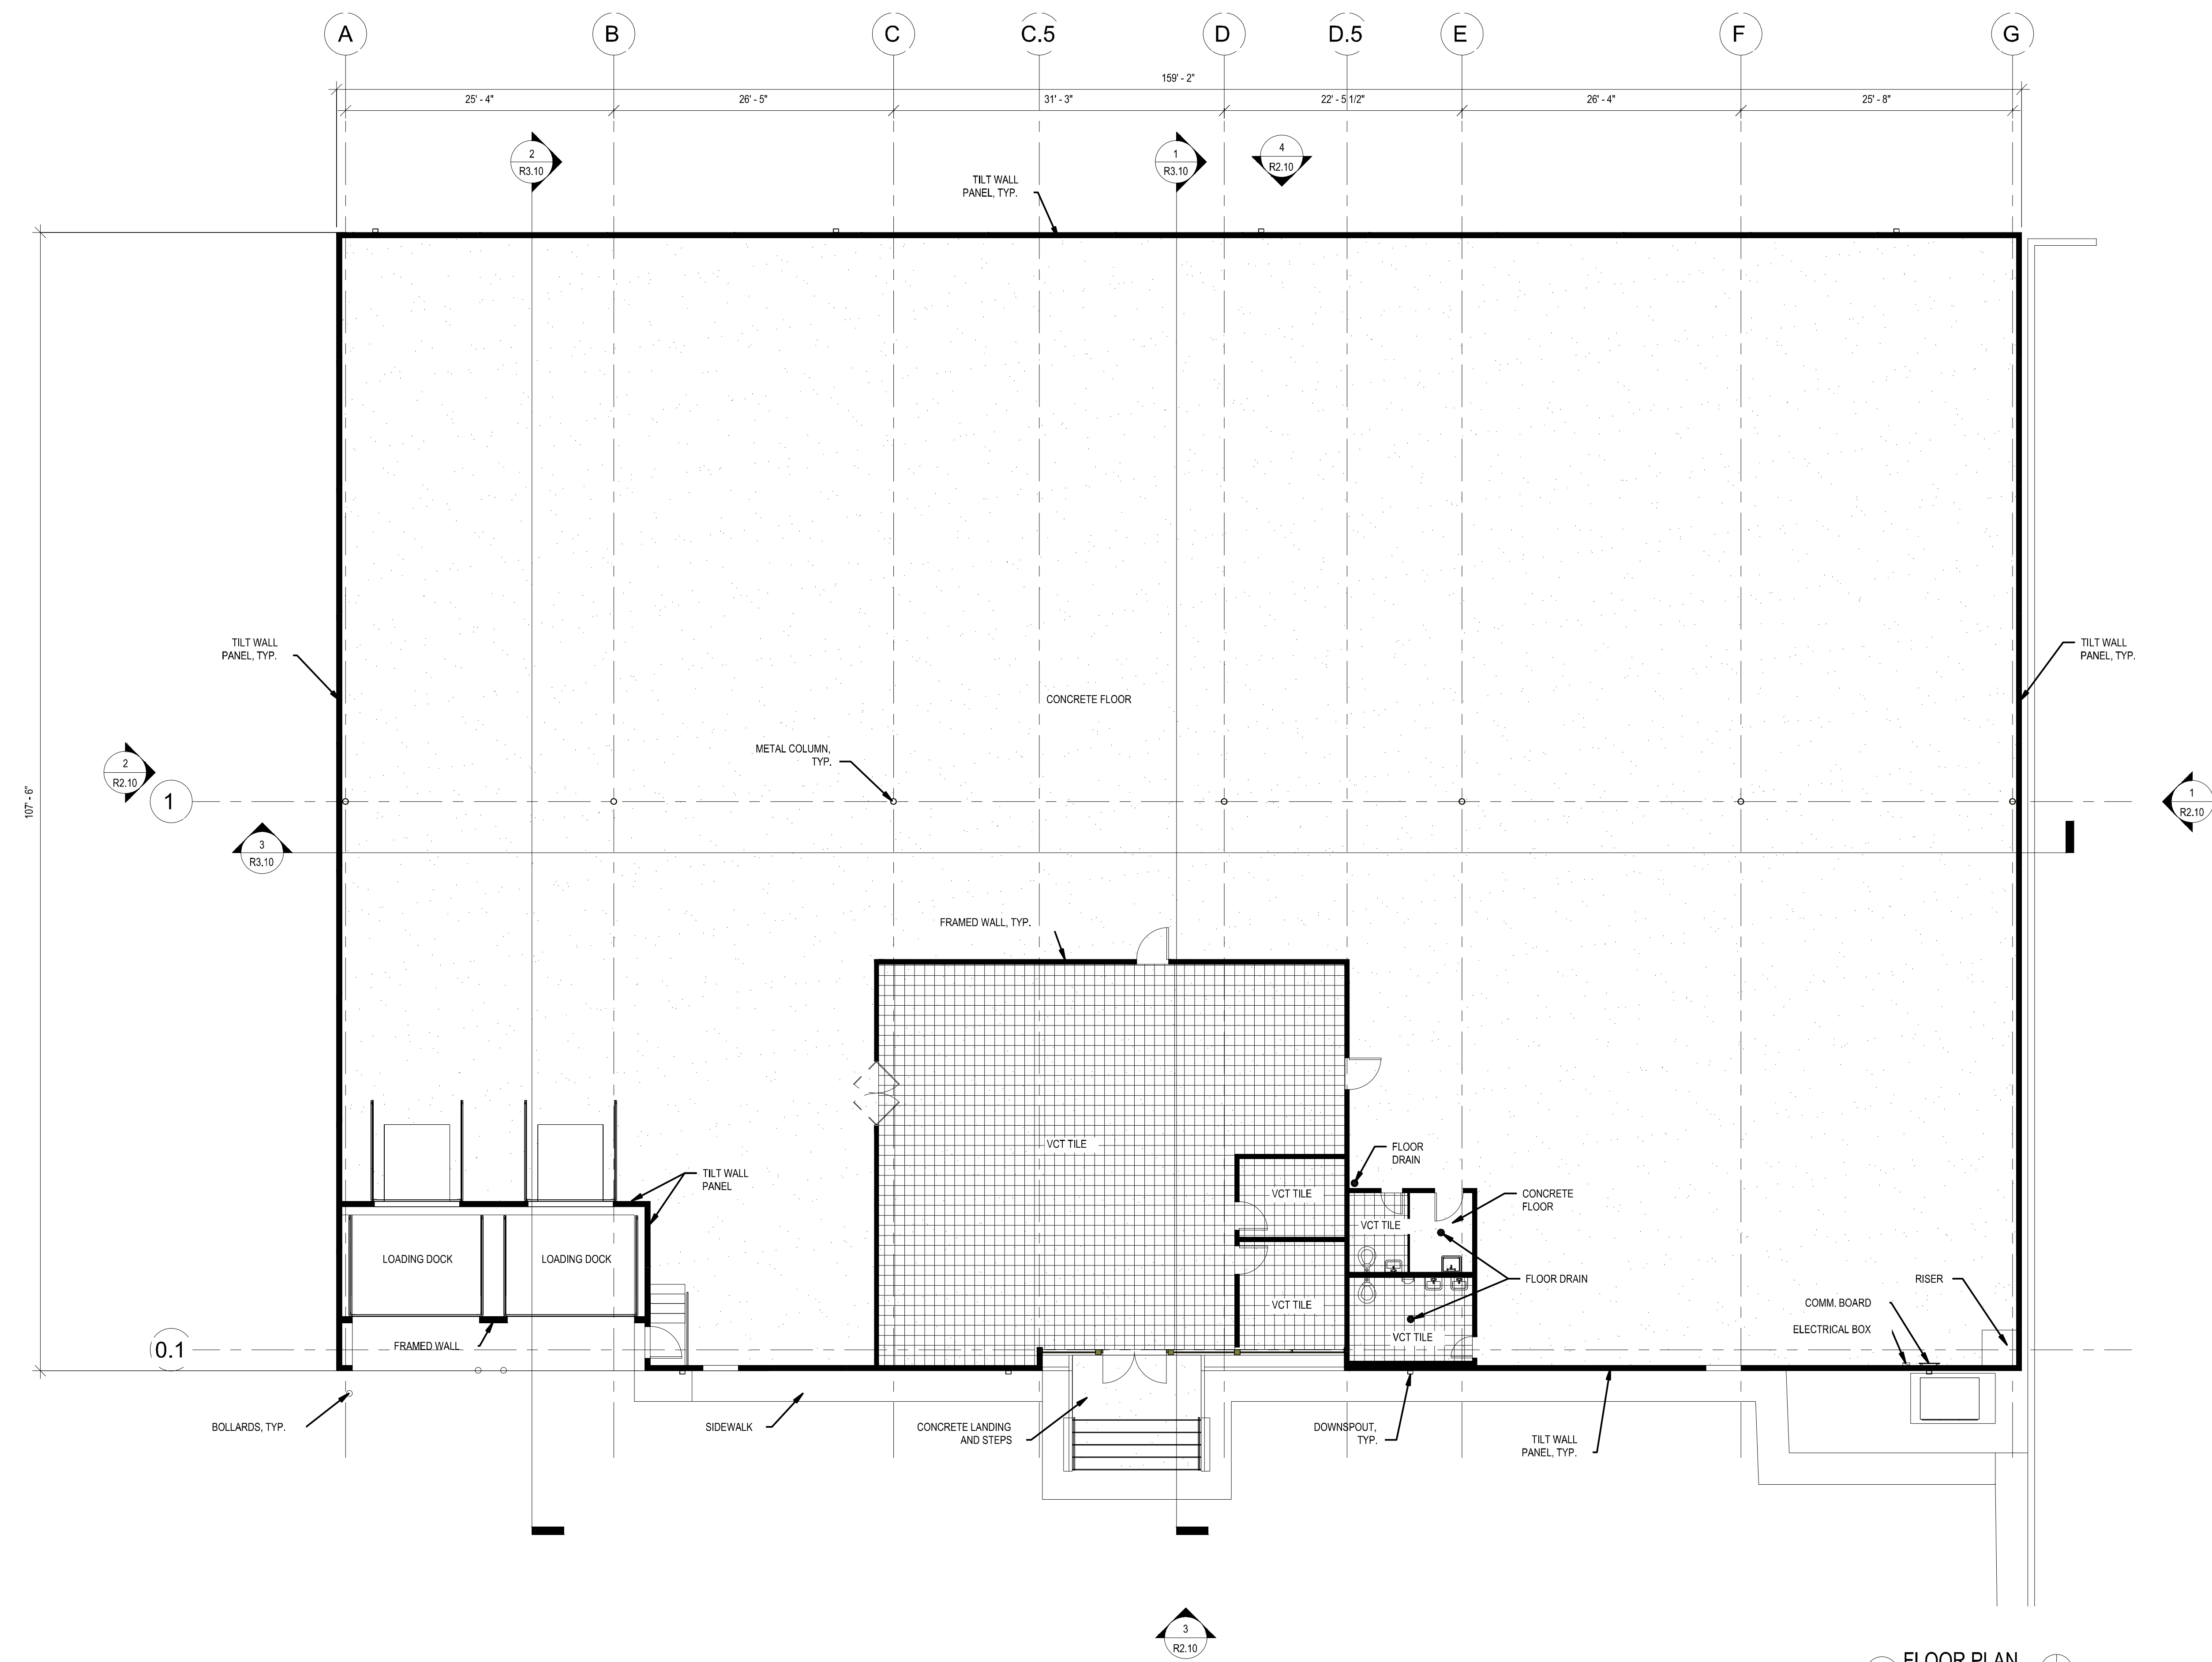 A
B
C
C.5
D
D.5
E
F
G
159' - 2"
25' - 4"
26' - 5"
31' - 3"
22' - 5 1/2"
26' - 4"
25' - 8"
2
R3.10
1
R3.10
4
R2.10
TILT WALL
PANEL, TYP.
TILT WALL
PANEL, TYP.
TILT WALL
PANEL, TYP.
CONCRETE FLOOR
METAL COLUMN,
TYP.
2
R2.10
1
107' - 6"
1
R2.10
3
R3.10
FRAMED WALL, TYP.
VCT TILE
FLOOR
DRAIN
TILT WALL
PANEL
VCT TILE
CONCRETE
FLOOR
VCT TILE
LOADING DOCK
LOADING DOCK
FLOOR DRAIN
RISER
VCT TILE
COMM. BOARD
ELECTRICAL BOX
VCT TILE
FRAMED WALL
0.1
BOLLARDS, TYP.
SIDEWALK
CONCRETE LANDING
AND STEPS
DOWNSPOUT,
TYP.
TILT WALL
PANEL, TYP.
3
R2.10
FLOOR PLAN